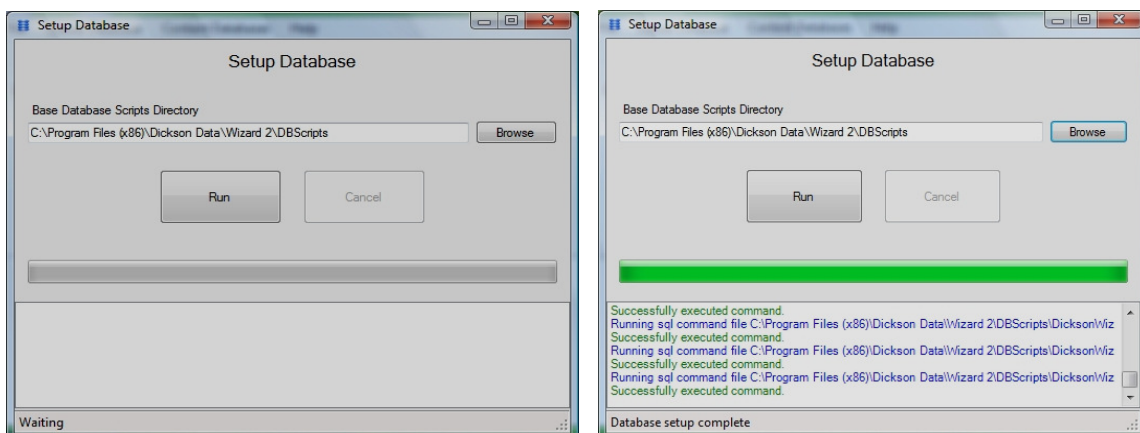 Setup Database
Setup Database
Base Database Scripts Directory
C:\Program Files (x86)\Dickson Data\Wizard 2\DBScripts
Browse
Run
Cancel
Waiting
Setup Database
Setup Database
Base Database Scripts Directory
C:\Program Files (x86)\Dickson Data\Wizard 2\DBScripts
Browse
Run
Cancel
Successfully executed command.
Running sql command file C:\Program Files (x86)\Dickson Data\Wizard 2\DBScripts\DicksonWiz
Successfully executed command.
Running sql command file C:\Program Files (x86)\Dickson Data\Wizard 2\DBScripts\DicksonWiz
Successfully executed command.
Running sql command file C:\Program Files (x86)\Dickson Data\Wizard 2\DBScripts\DicksonWiz
Successfully executed command.
Database setup complete